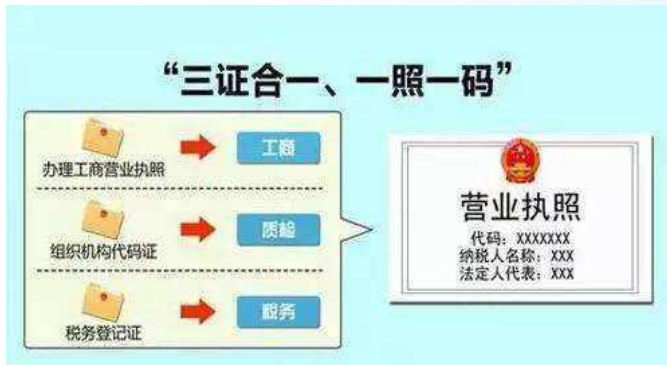 “三证合一、一照一码”
办理工商营业执照
工商
组织机构代码证
质检
税务登记证
税务
营业执照
代码：XXXXXXX
纳税人名称：XXX
法定人代表：XXX